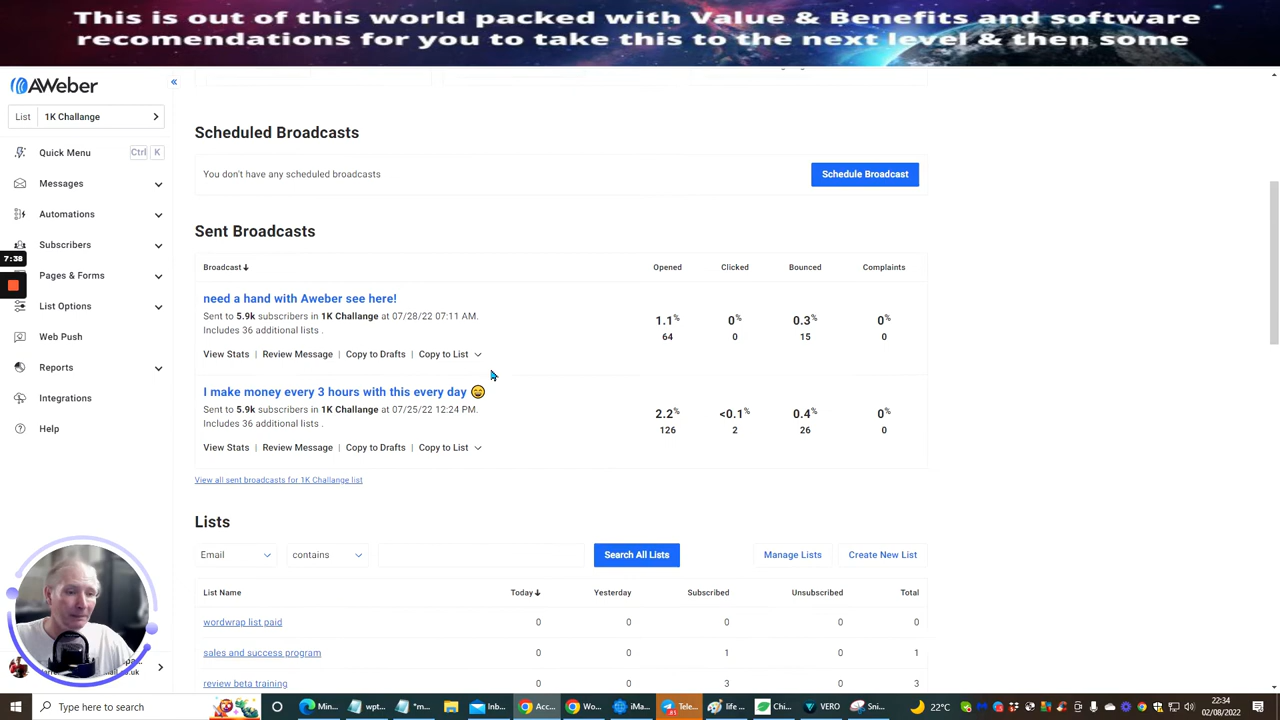 This is out of this world packed with Value & Benefits and software
recomendations for you to take this to the next level & then some
AWeber
«
List 1K Challange
Quick Menu Ctrl K
Messages
Automations
Subscribers
7:38
Pages & Forms
List Options
Web Push
Reports
Integrations
Help
Scheduled Broadcasts
You don't have any scheduled broadcasts Schedule Broadcast
Sent Broadcasts
Broadcast Opened Clicked Bounced Complaints
need a hand with Aweber see here!
Sent to 5.9k subscribers in 1K Challange at 07/28/22 07:11 AM.
Includes 36 additional lists .
1.1% 0% 0.3% 0%
64 0 15 0
View Stats | Review Message | Copy to Drafts | Copy to List
I make money every 3 hours with this every day 😄
Sent to 5.9k subscribers in 1K Challange at 07/25/22 12:24 PM.
Includes 36 additional lists .
2.2% <0.1% 0.4% 0%
126 2 26 0
View Stats | Review Message | Copy to Drafts | Copy to List
View all sent broadcasts for 1K Challange list
Lists
Email contains Search All Lists Manage Lists Create New List
List Name Today Yesterday Subscribed Unsubscribed Total
wordwrap list paid 0 0 0 0 0
sales and success program 0 0 1 0 1
review beta training 0 0 3 0 3
Type here to search
Min... wpt... *m... Inb... Acc... Wo... iMa... Tele... life ... Chi... VERO Sni...
22°C
22:34
02/08/2022